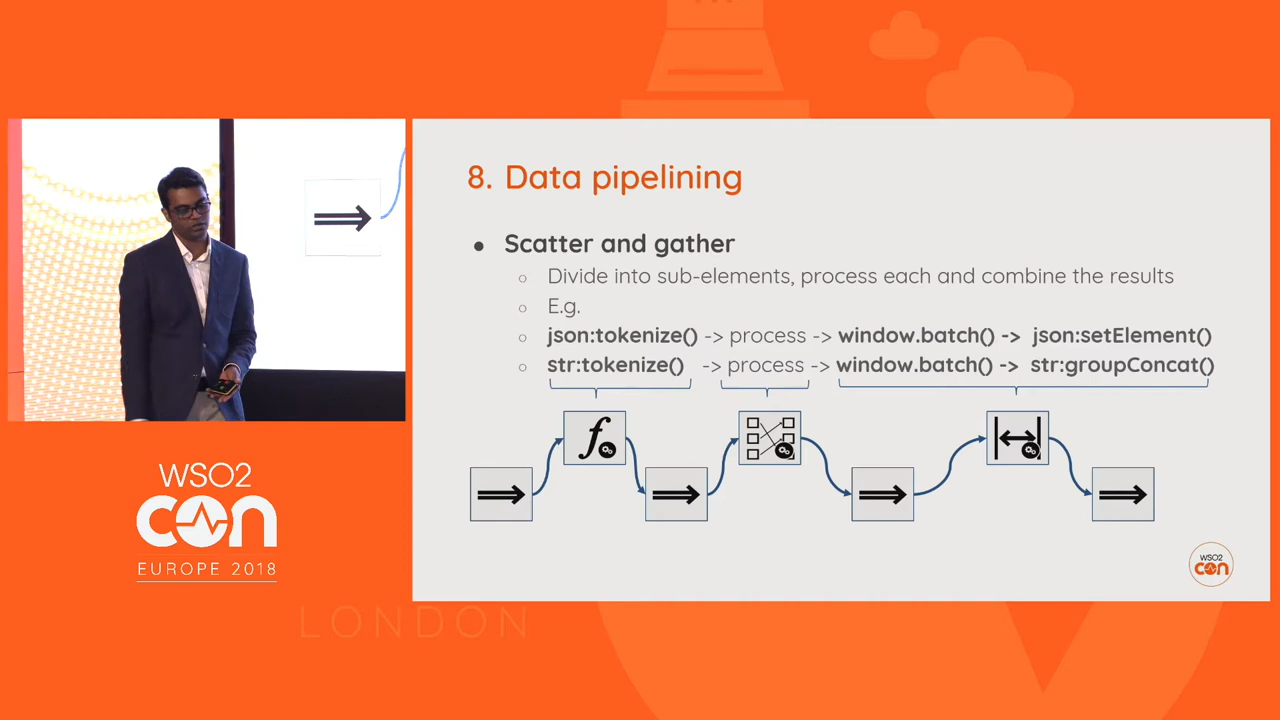 8. Data pipelining
● Scatter and gather
○ Divide into sub-elements, process each and combine the results
○ E.g.
○ json:tokenize() -> process -> window.batch() -> json:setElement()
○ str:tokenize() -> process -> window.batch() -> str:groupConcat()
f
WSO2
CON
EUROPE 2018
LONDON
WSO2
CON